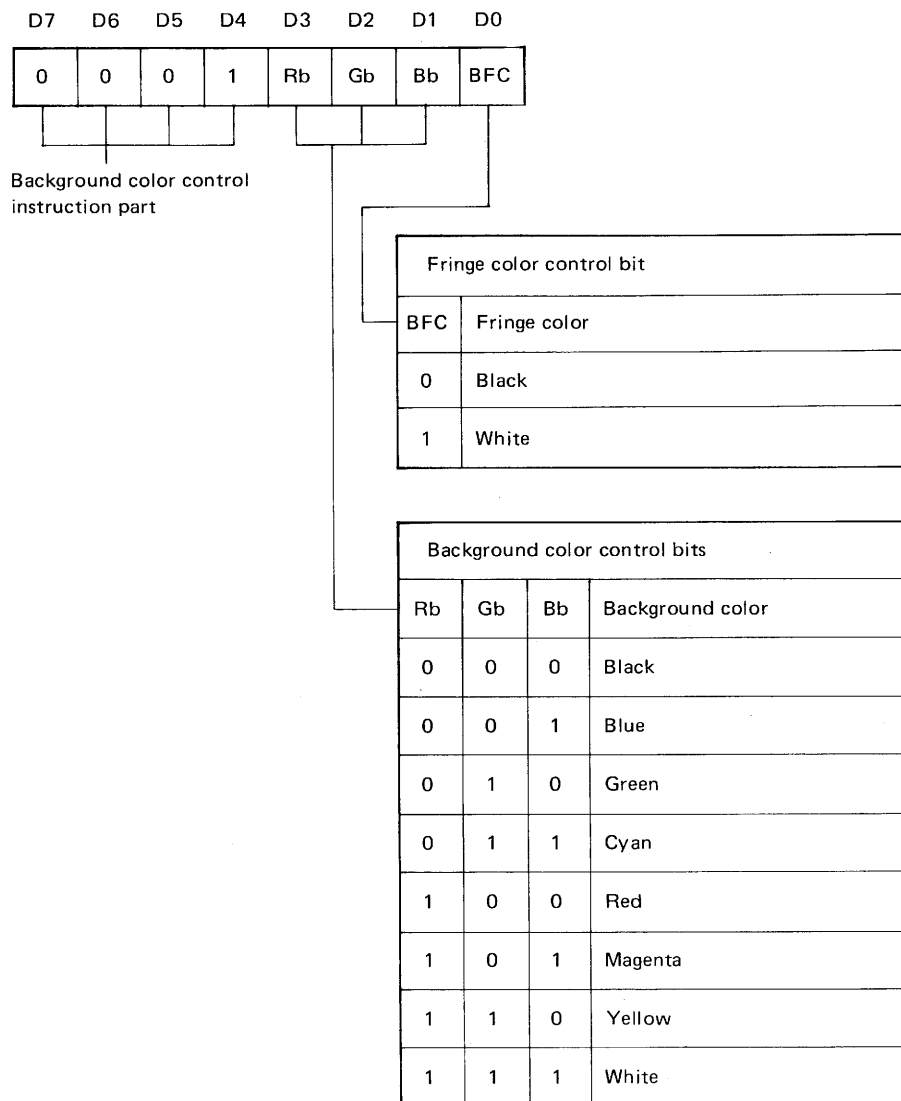 D7 D6 D5 D4 D3 D2 D1 D0
0 0 0 1 Rb Gb Bb BFC
Background color control
instruction part
Fringe color control bit
BFC Fringe color
0 Black
1 White
Background color control bits
Rb Gb Bb Background color
0 0 0 Black
0 0 1 Blue
0 1 0 Green
0 1 1 Cyan
1 0 0 Red
1 0 1 Magenta
1 1 0 Yellow
1 1 1 White